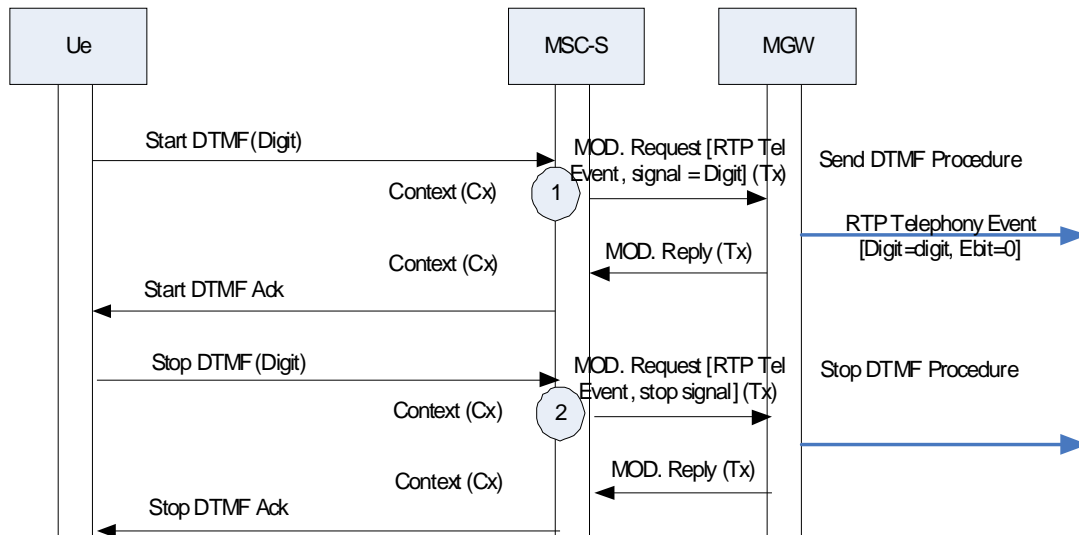 Ue
MSC-S
MGW
Start DTMF (Digit)
MOD. Request [RTP Tel
Event , signal = Digit] (Tx)
Send DTMF Procedure
Context (Cx)
1
RTP Telephony Event
[Digit=digit, Ebit=0]
Context (Cx)
MOD. Reply (Tx)
Start DTMF Ack
Stop DTMF (Digit)
MOD. Request [RTP Tel
Event , stop signal] (Tx)
Stop DTMF Procedure
Context (Cx)
2
Context (Cx)
MOD. Reply (Tx)
Stop DTMF Ack